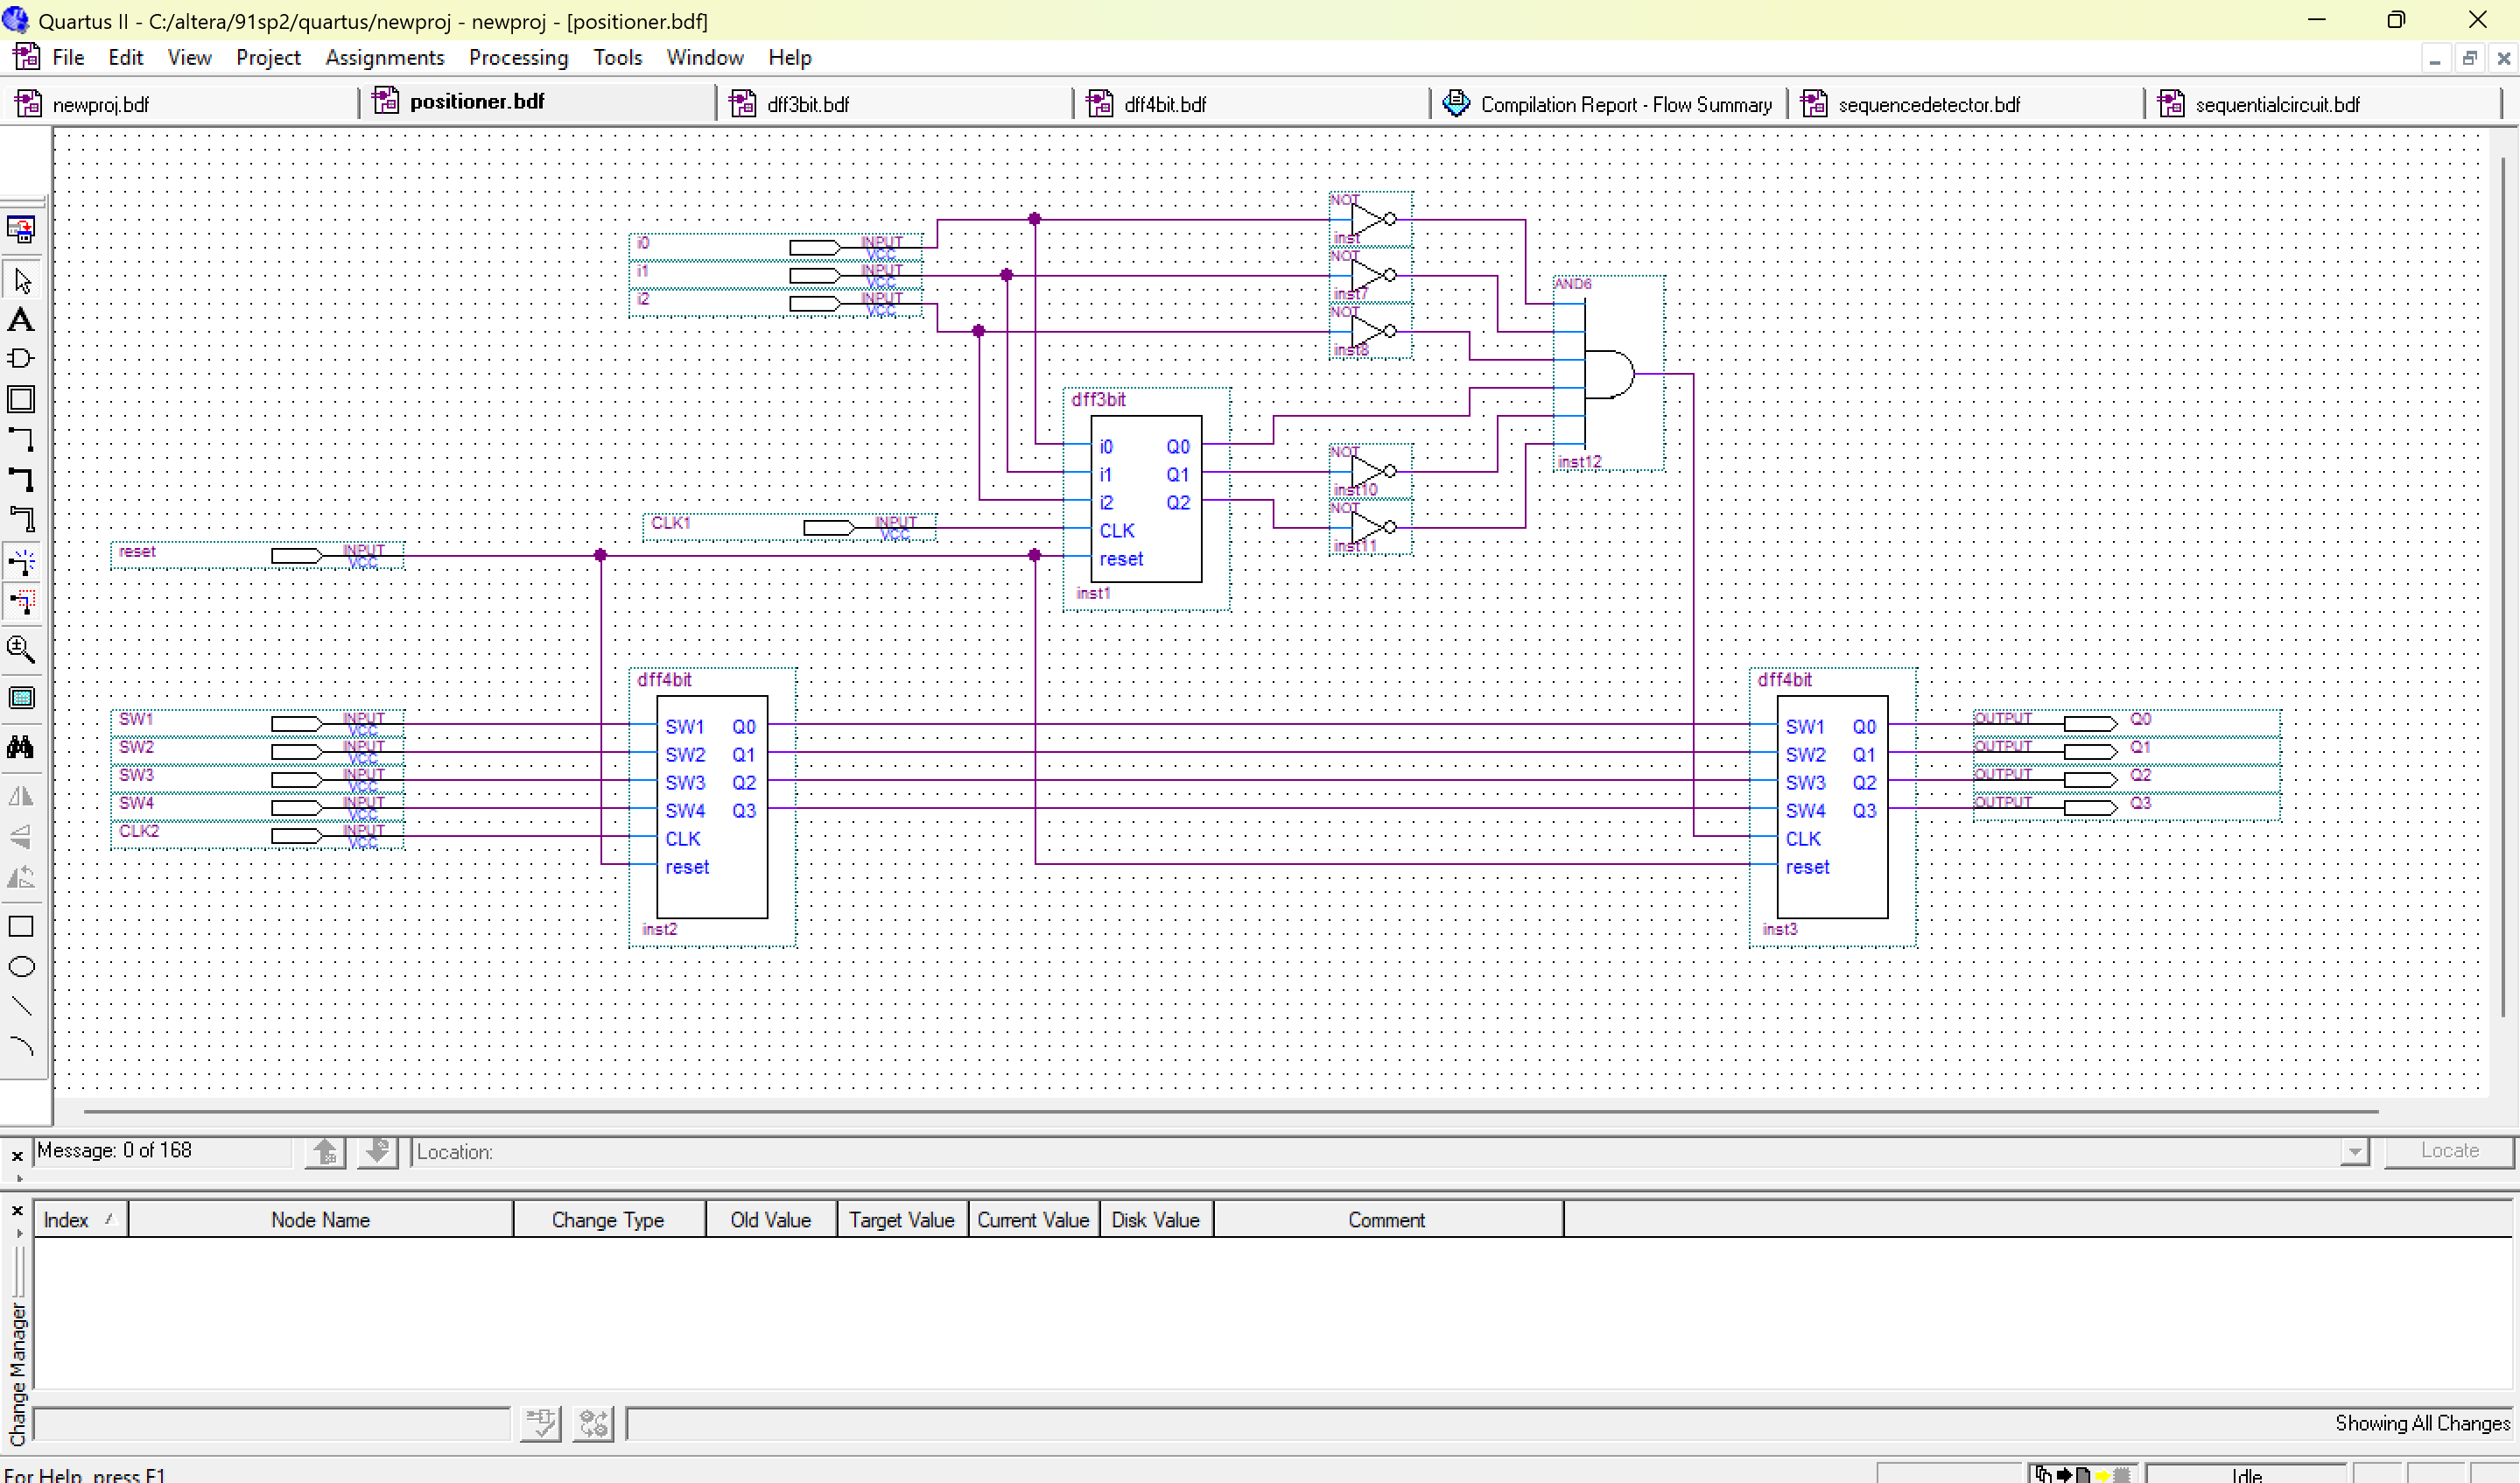 Quartus II - C:/altera/91sp2/quartus/newproj - newproj - [positioner.bdf]
File Edit View Project Assignments Processing Tools Window Help
newproj.bdf positioner.bdf dff3bit.bdf dff4bit.bdf Compilation Report - Flow Summary sequencedetector.bdf sequentialcircuit.bdf
NOT
inst
i0 INPUT
VCC
i1 INPUT
VCC
i2 INPUT
VCC
NOT
inst7
NOT
inst8
AND6
inst12
dff3bit
i0 Q0
i1 Q1
i2 Q2
CLK
reset
inst1
NOT
inst10
NOT
inst11
CLK1 INPUT
VCC
reset INPUT
VCC
dff4bit
SW1 Q0
SW2 Q1
SW3 Q2
SW4 Q3
CLK
reset
inst2
SW1 INPUT
VCC
SW2 INPUT
VCC
SW3 INPUT
VCC
SW4 INPUT
VCC
CLK2 INPUT
VCC
dff4bit
SW1 Q0
SW2 Q1
SW3 Q2
SW4 Q3
CLK
reset
inst3
OUTPUT Q0
OUTPUT Q1
OUTPUT Q2
OUTPUT Q3
Message: 0 of 168 Location: Locate
Index Node Name Change Type Old Value Target Value Current Value Disk Value Comment
Change Manager
Showing All Changes
For Help, press F1 Idle